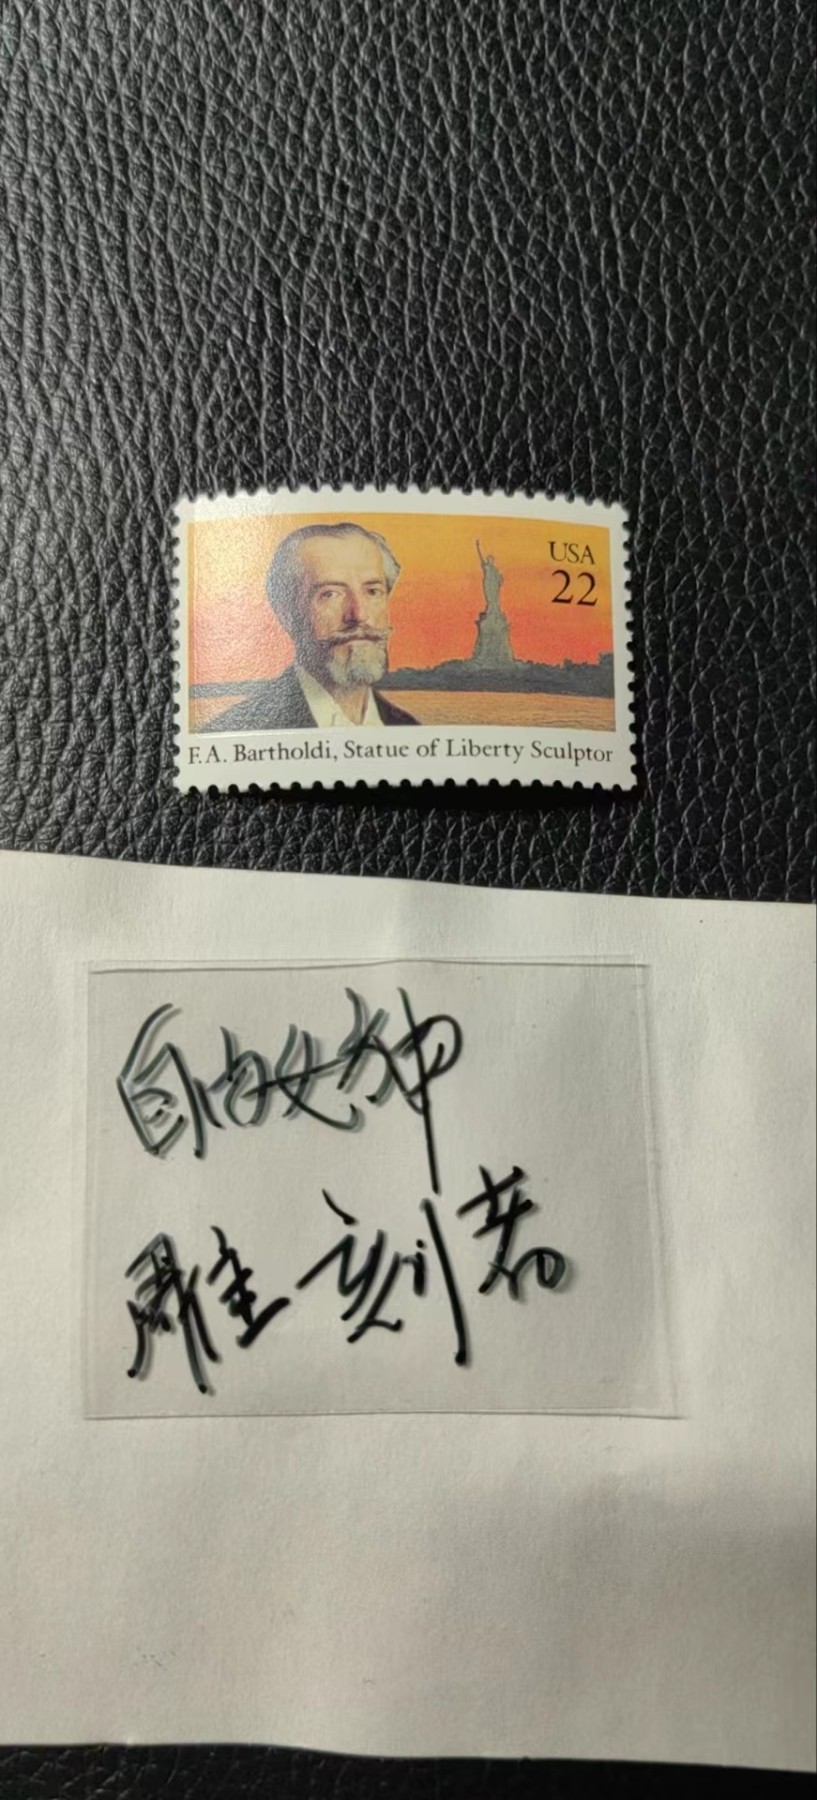 USA
22
F.A. Bartholdi, Statue of Liberty Sculptor
自由女神
雕刻者